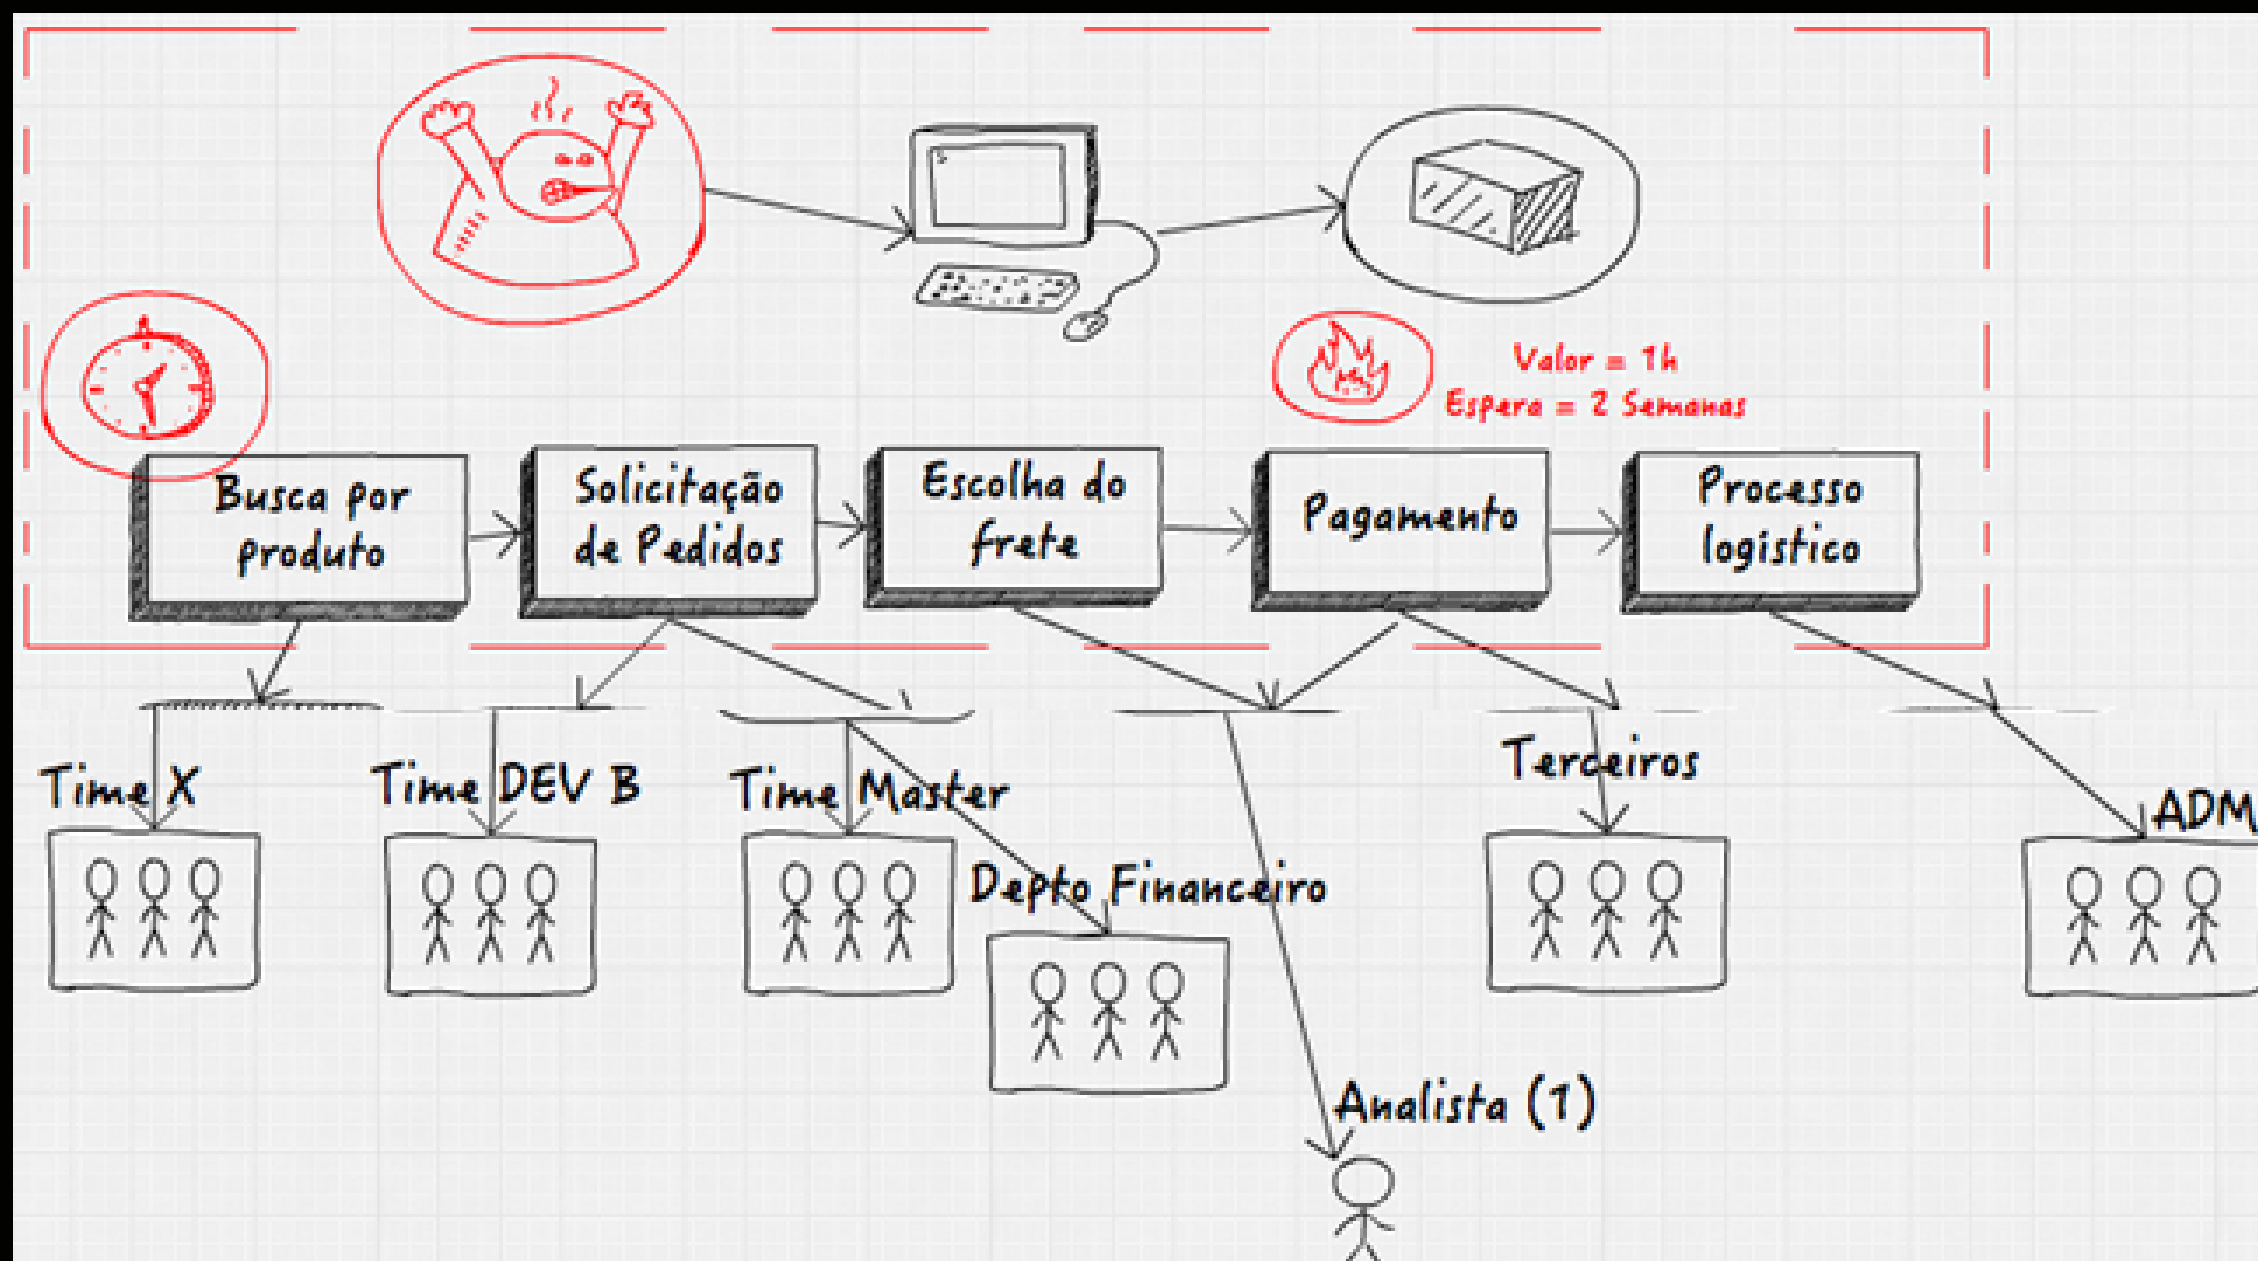 Valor = 1h
Espera = 2 Semanas
Busca por
produto
Solicitação
de Pedidos
Escolha do
frete
Pagamento
Processo
logístico
Time X
Time DEV B
Time Master
Depto Financeiro
Terceiros
ADM
Analista (1)